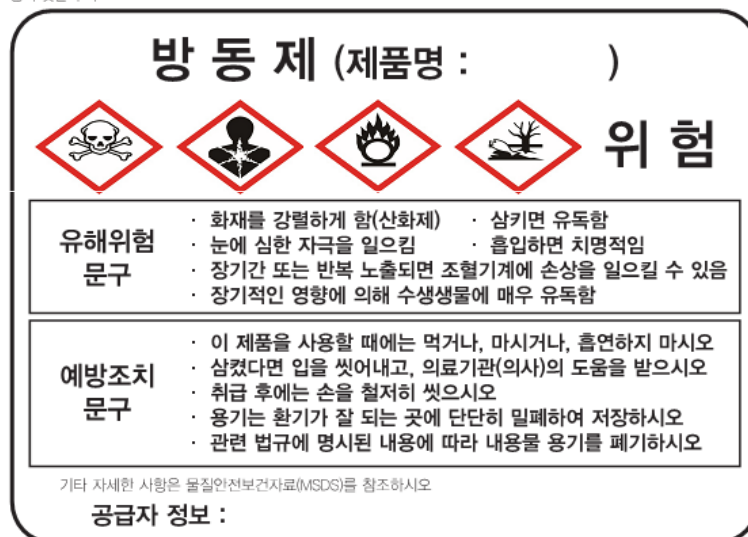 방 동 제 (제품명 : )
위 험
유해위험 문구
· 화재를 강렬하게 함(산화제) · 삼키면 유독함
· 눈에 심한 자극을 일으킴 · 흡입하면 치명적임
· 장기간 또는 반복 노출되면 조혈기계에 손상을 일으킬 수 있음
· 장기적인 영향에 의해 수생생물에 매우 유독함
예방조치 문구
· 이 제품을 사용할 때에는 먹거나, 마시거나, 흡연하지 마시오
· 삼켰다면 입을 씻어내고, 의료기관(의사)의 도움을 받으시오
· 취급 후에는 손을 철저히 씻으시오
· 용기는 환기가 잘 되는 곳에 단단히 밀폐하여 저장하시오
· 관련 법규에 명시된 내용에 따라 내용물 용기를 폐기하시오
기타 자세한 사항은 물질안전보건자료(MSDS)를 참조하시오
공급자 정보 :